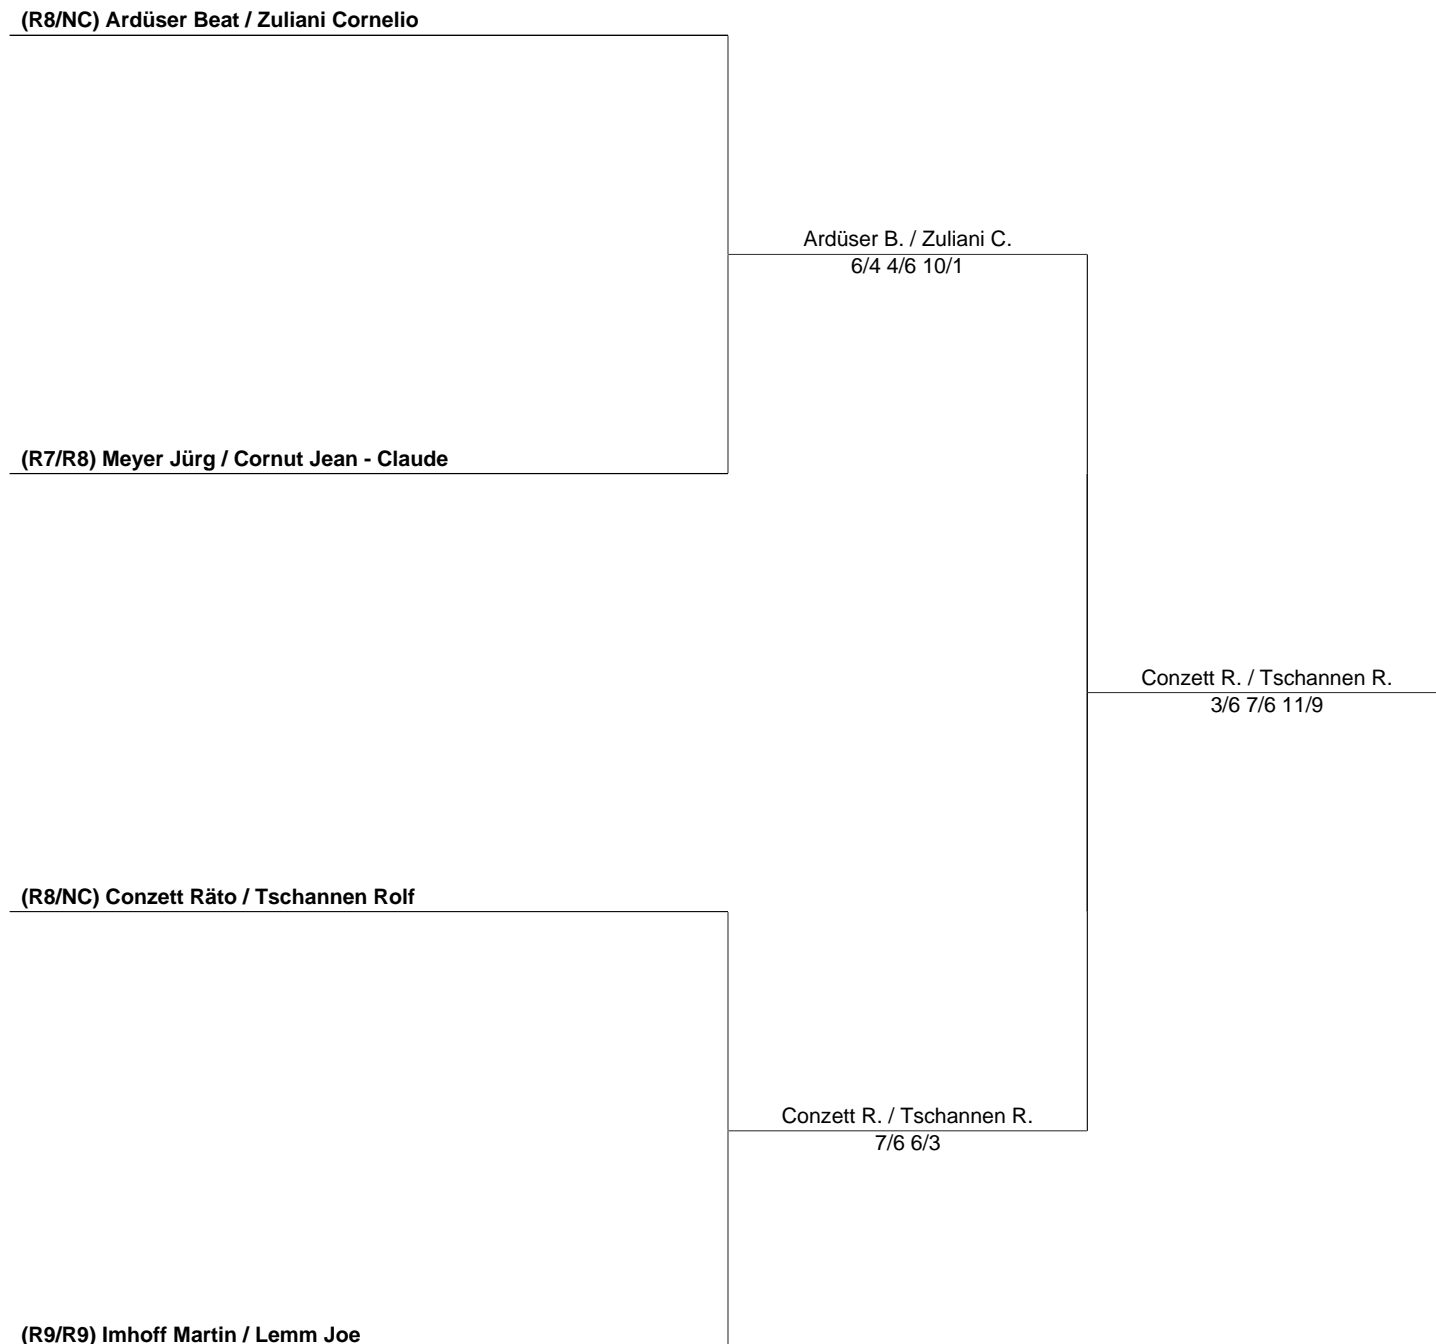 (R8/NC) Ardüser Beat / Zuliani Cornelio
Ardüser B. / Zuliani C.
6/4 4/6 10/1
(R7/R8) Meyer Jürg / Cornut Jean - Claude
Conzett R. / Tschannen R.
3/6 7/6 11/9
(R8/NC) Conzett Räto / Tschannen Rolf
Conzett R. / Tschannen R.
7/6 6/3
(R9/R9) Imhoff Martin / Lemm Joe